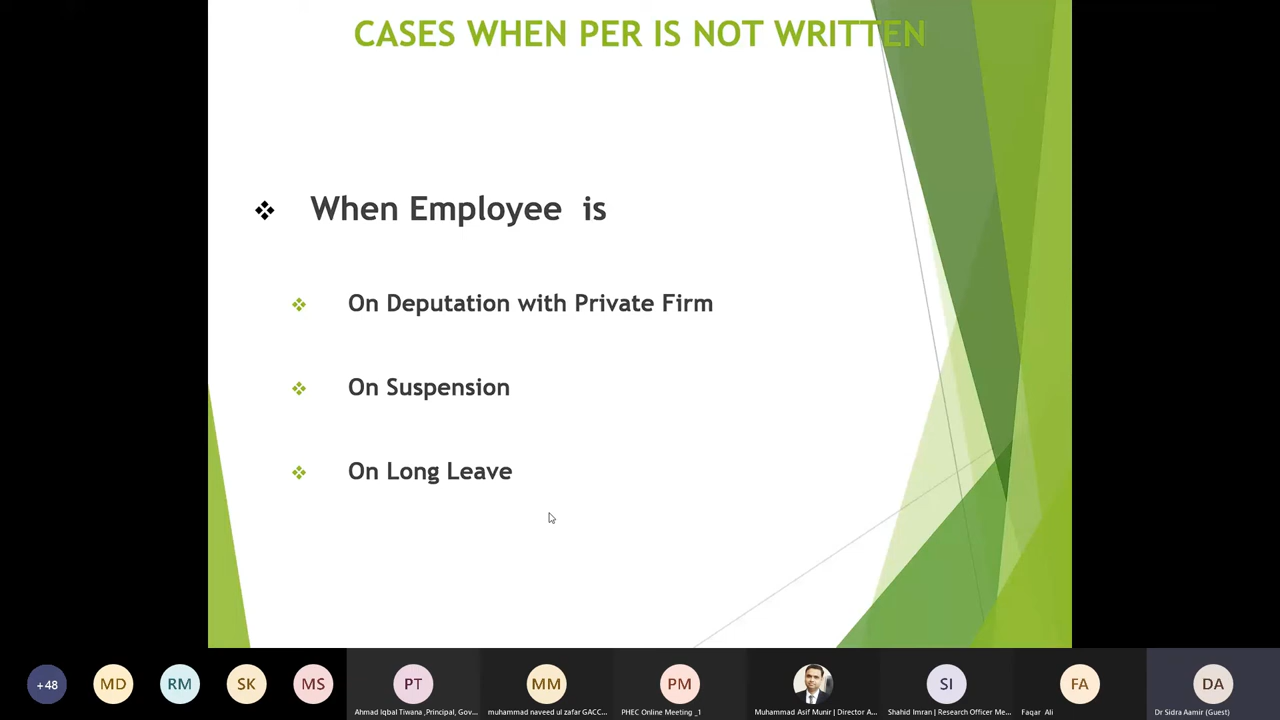 CASES WHEN PER IS NOT WRITTEN
When Employee is
On Deputation with Private Firm
On Suspension
On Long Leave
+48
MD
RM
SK
MS
PT
MM
PM
SI
FA
DA
Ahmad Iqbal Tiwana ,Principal, Gov...
muhammad naveed ul zafar GACC...
PHEC Online Meeting _1
Muhammad Asif Munir | Director A...
Shahid Imran | Research Officer Me...
Faqar Ali
Dr Sidra Aamir (Guest)